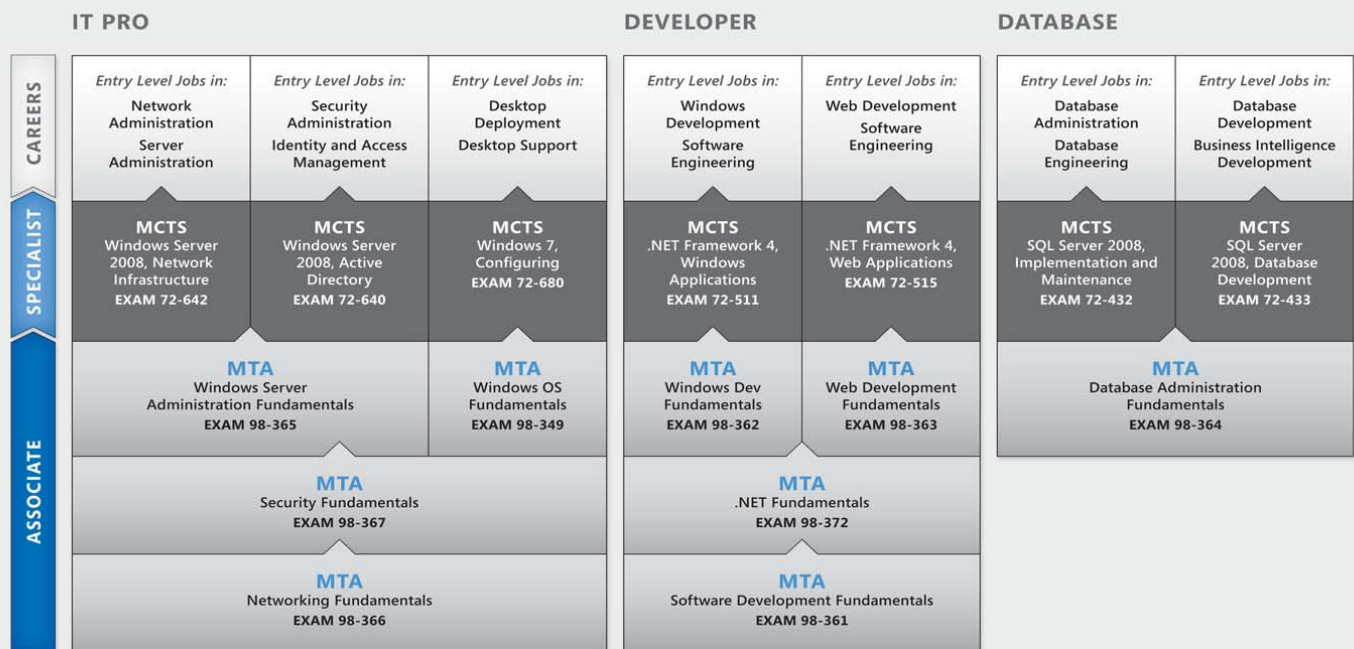 IT PRO
DEVELOPER
DATABASE
CAREERS
Entry Level Jobs in:
Network
Administration
Server
Administration
Entry Level Jobs in:
Security
Administration
Identity and Access
Management
Entry Level Jobs in:
Desktop
Deployment
Desktop Support
Entry Level Jobs in:
Windows
Development
Software
Engineering
Entry Level Jobs in:
Web Development
Software
Engineering
Entry Level Jobs in:
Database
Administration
Database
Engineering
Entry Level Jobs in:
Database
Development
Business Intelligence
Development
SPECIALIST
MCTS
Windows Server
2008, Network
Infrastructure
EXAM 72-642
MCTS
Windows Server
2008, Active
Directory
EXAM 72-640
MCTS
Windows 7,
Configuring
EXAM 72-680
MCTS
.NET Framework 4,
Windows
Applications
EXAM 72-511
MCTS
.NET Framework 4,
Web Applications
EXAM 72-515
MCTS
SQL Server 2008,
Implementation and
Maintenance
EXAM 72-432
MCTS
SQL Server
2008, Database
Development
EXAM 72-433
ASSOCIATE
MTA
Windows Server
Administration Fundamentals
EXAM 98-365
MTA
Windows OS
Fundamentals
EXAM 98-349
MTA
Windows Dev
Fundamentals
EXAM 98-362
MTA
Web Development
Fundamentals
EXAM 98-363
MTA
Database Administration
Fundamentals
EXAM 98-364
MTA
Security Fundamentals
EXAM 98-367
MTA
.NET Fundamentals
EXAM 98-372
MTA
Networking Fundamentals
EXAM 98-366
MTA
Software Development Fundamentals
EXAM 98-361